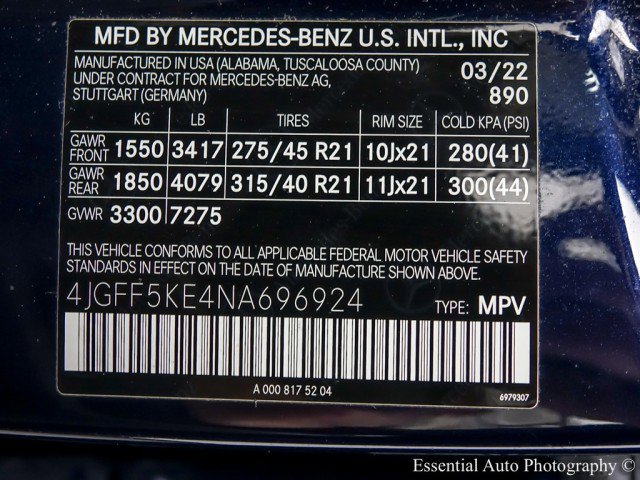 MFD BY MERCEDES-BENZ U.S. INTL., INC
MANUFACTURED IN USA (ALABAMA, TUSCALOOSA COUNTY) 03/22
UNDER CONTRACT FOR MERCEDES-BENZ AG,
STUTTGART (GERMANY) 890
KG LB TIRES RIM SIZE COLD KPA (PSI)
GAWR FRONT 1550 3417 275/45 R21 10Jx21 280(41)
GAWR REAR 1850 4079 315/40 R21 11Jx21 300(44)
GVWR 3300 7275
THIS VEHICLE CONFORMS TO ALL APPLICABLE FEDERAL MOTOR VEHICLE SAFETY
STANDARDS IN EFFECT ON THE DATE OF MANUFACTURE SHOWN ABOVE.
4JGFF5KE4NA696924 TYPE: MPV
A 000 817 52 04
6979307
Essential Auto Photography ©